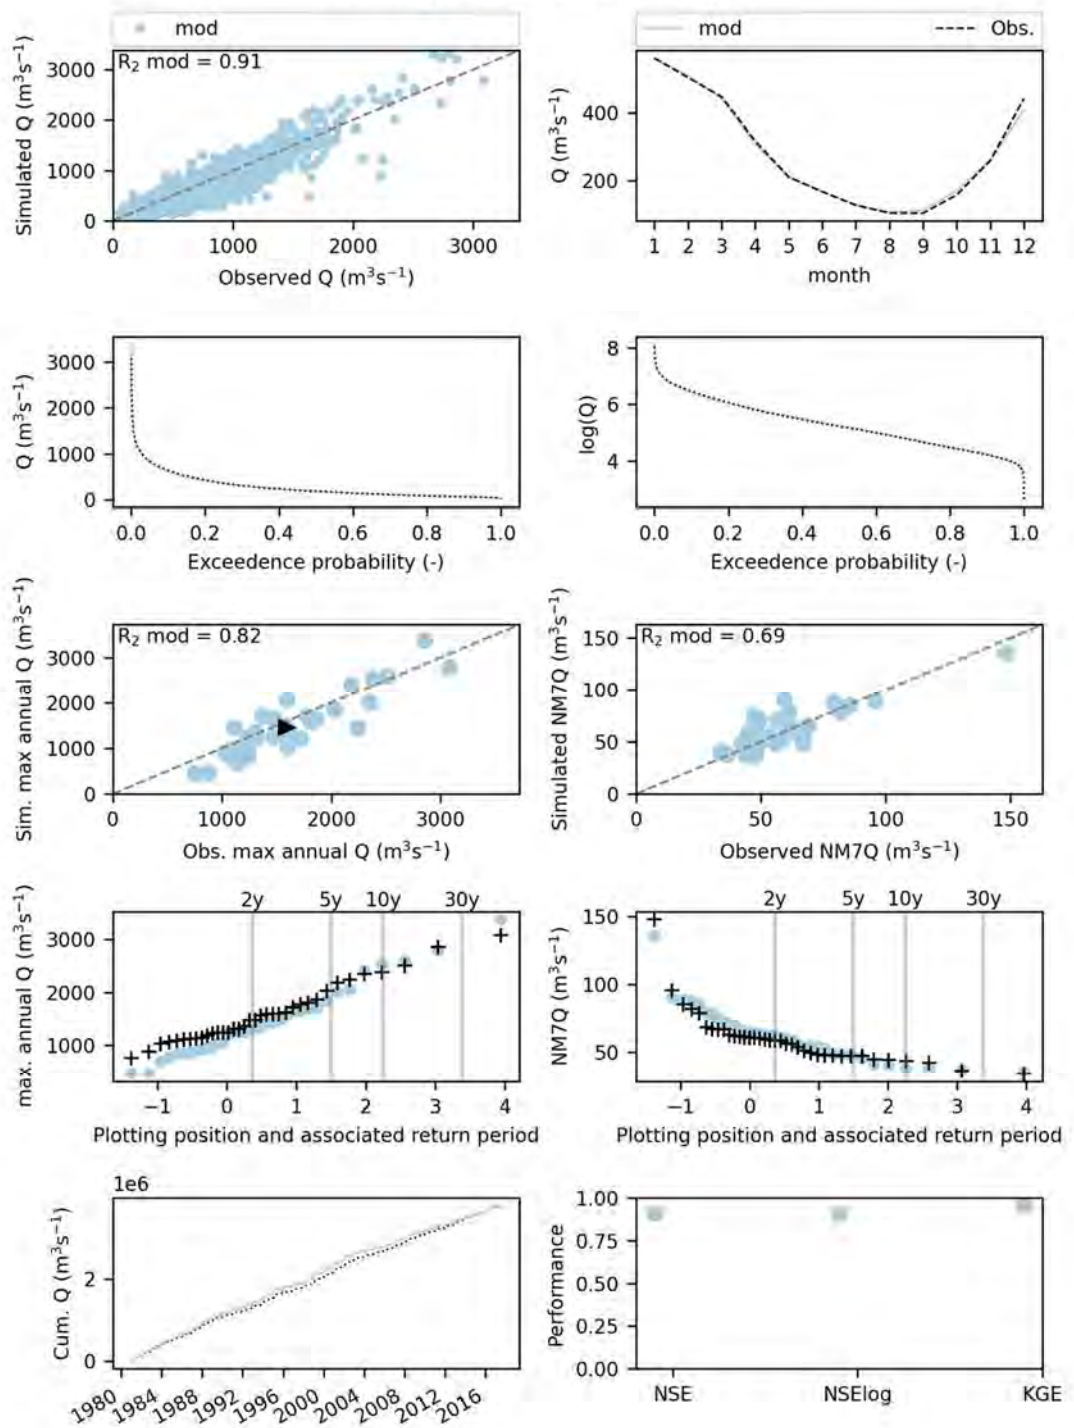 mod
mod Obs.
Simulated Q (m³s⁻¹)
R₂ mod = 0.91
3000
2000
1000
0
0 1000 2000 3000
Observed Q (m³s⁻¹)
Q (m³s⁻¹)
400
200
1 2 3 4 5 6 7 8 9 10 11 12
month
Q (m³s⁻¹)
3000
2000
1000
0
0.0 0.2 0.4 0.6 0.8 1.0
Exceedence probability (-)
log(Q)
8
6
4
0.0 0.2 0.4 0.6 0.8 1.0
Exceedence probability (-)
Sim. max annual Q (m³s⁻¹)
R₂ mod = 0.82
3000
2000
1000
0
0 1000 2000 3000
Obs. max annual Q (m³s⁻¹)
Simulated NM7Q (m³s⁻¹)
R₂ mod = 0.69
150
100
50
0
0 50 100 150
Observed NM7Q (m³s⁻¹)
max. annual Q (m³s⁻¹)
2y 5y 10y 30y
3000
2000
1000
−1 0 1 2 3 4
Plotting position and associated return period
NM7Q (m³s⁻¹)
2y 5y 10y 30y
150
100
50
−1 0 1 2 3 4
Plotting position and associated return period
Cum. Q (m³s⁻¹)
1e6
2
0
1980 1984 1988 1992 1996 2000 2004 2008 2012 2016
Performance
1.00
0.75
0.50
0.25
0.00
NSE NSElog KGE